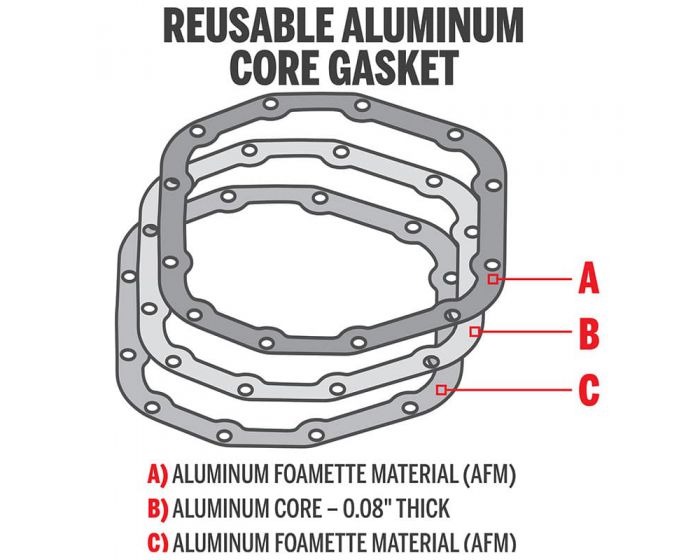 REUSABLE ALUMINUM
CORE GASKET
A
B
C
A) ALUMINUM FOAMETTE MATERIAL (AFM)
B) ALUMINUM CORE – 0.08" THICK
C) ALUMINUM FOAMETTE MATERIAL (AFM)